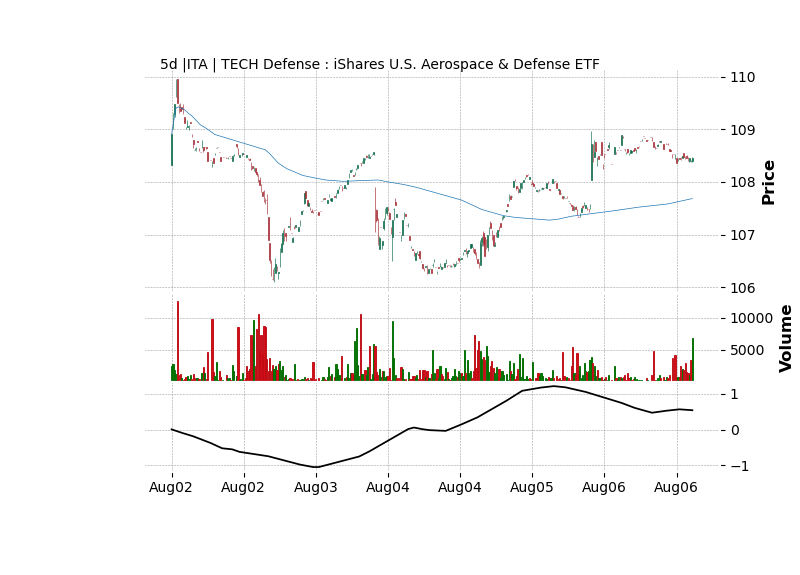 5d |ITA | TECH Defense : iShares U.S. Aerospace & Defense ETF
110
109
108
107
106
Price
10000
5000
Volume
1
0
−1
Aug02 Aug02 Aug03 Aug04 Aug04 Aug05 Aug06 Aug06